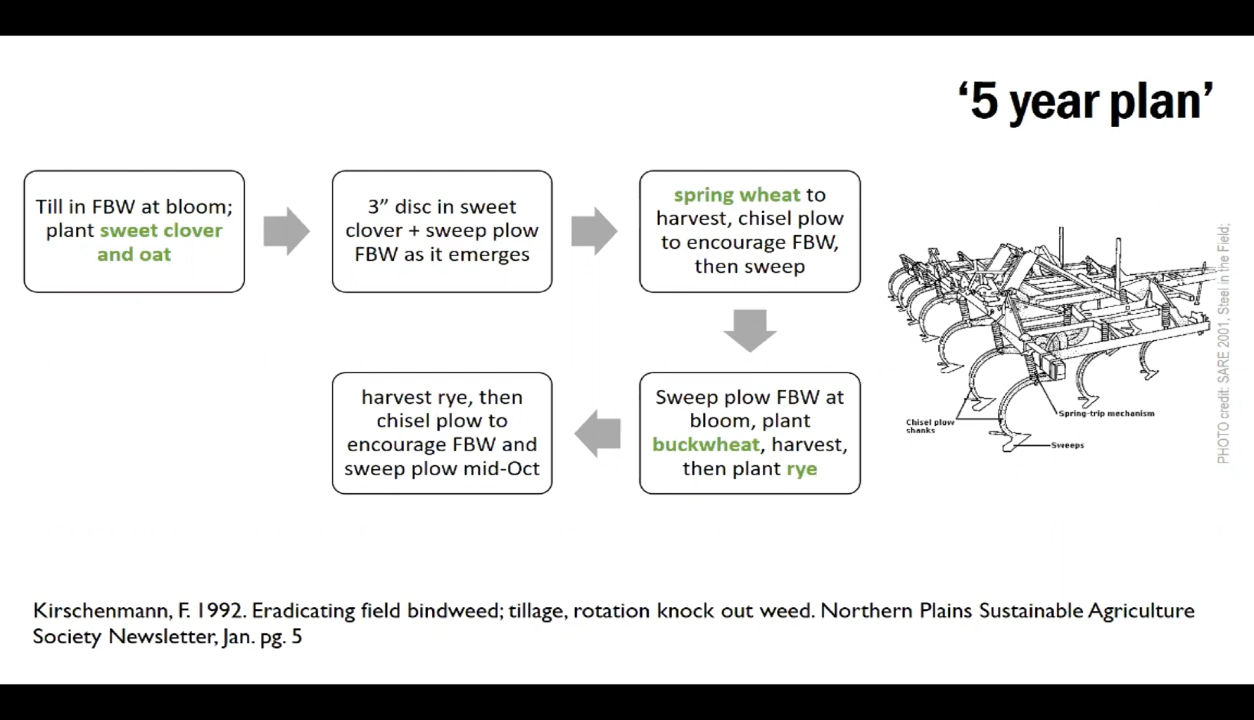 ‘5 year plan’
Till in FBW at bloom;
plant sweet clover
and oat
3” disc in sweet
clover + sweep plow
FBW as it emerges
spring wheat to
harvest, chisel plow
to encourage FBW,
then sweep
Sweep plow FBW at
bloom, plant
buckwheat, harvest,
then plant rye
harvest rye, then
chisel plow to
encourage FBW and
sweep plow mid-Oct
Chisel plow
shanks
Spring-trip mechanism
Sweeps
PHOTO credit: SARE 2001, Steel in the Field;
Kirschenmann, F. 1992. Eradicating field bindweed; tillage, rotation knock out weed. Northern Plains Sustainable Agriculture
Society Newsletter, Jan. pg. 5